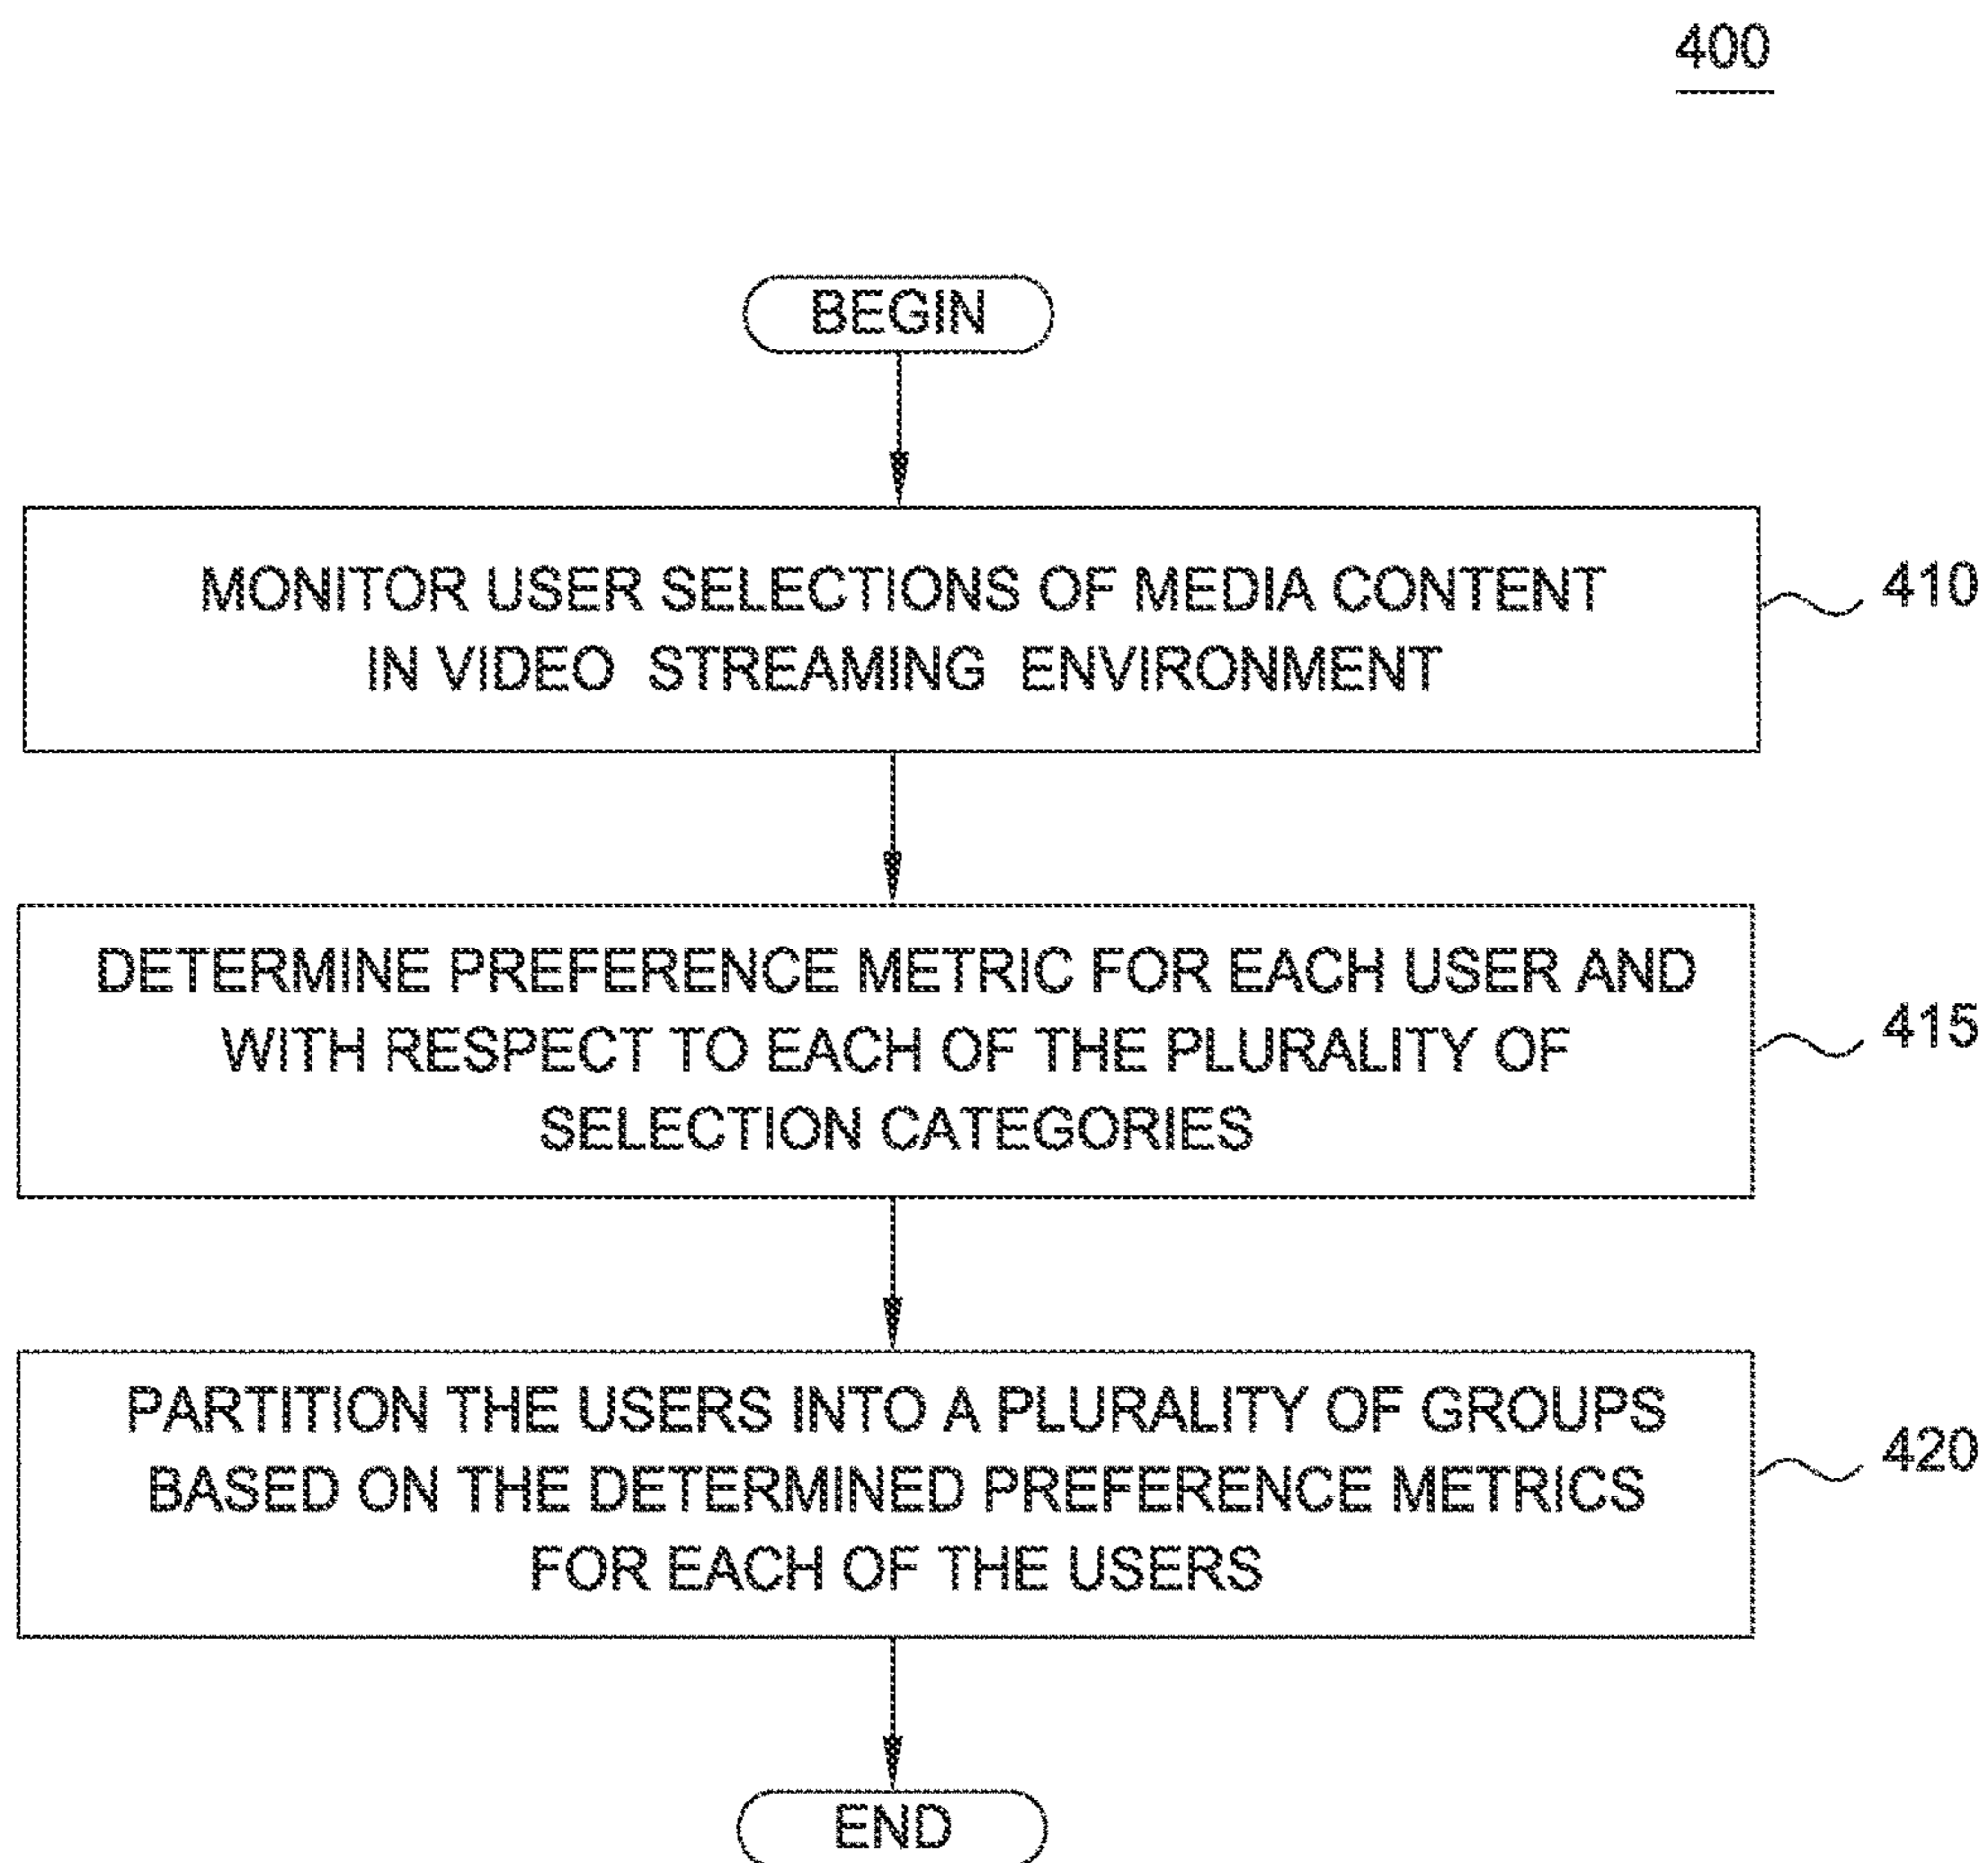 400
BEGIN
MONITOR USER SELECTIONS OF MEDIA CONTENT
IN VIDEO STREAMING ENVIRONMENT
410
DETERMINE PREFERENCE METRIC FOR EACH USER AND
WITH RESPECT TO EACH OF THE PLURALITY OF
SELECTION CATEGORIES
415
PARTITION THE USERS INTO A PLURALITY OF GROUPS
BASED ON THE DETERMINED PREFERENCE METRICS
FOR EACH OF THE USERS
420
END